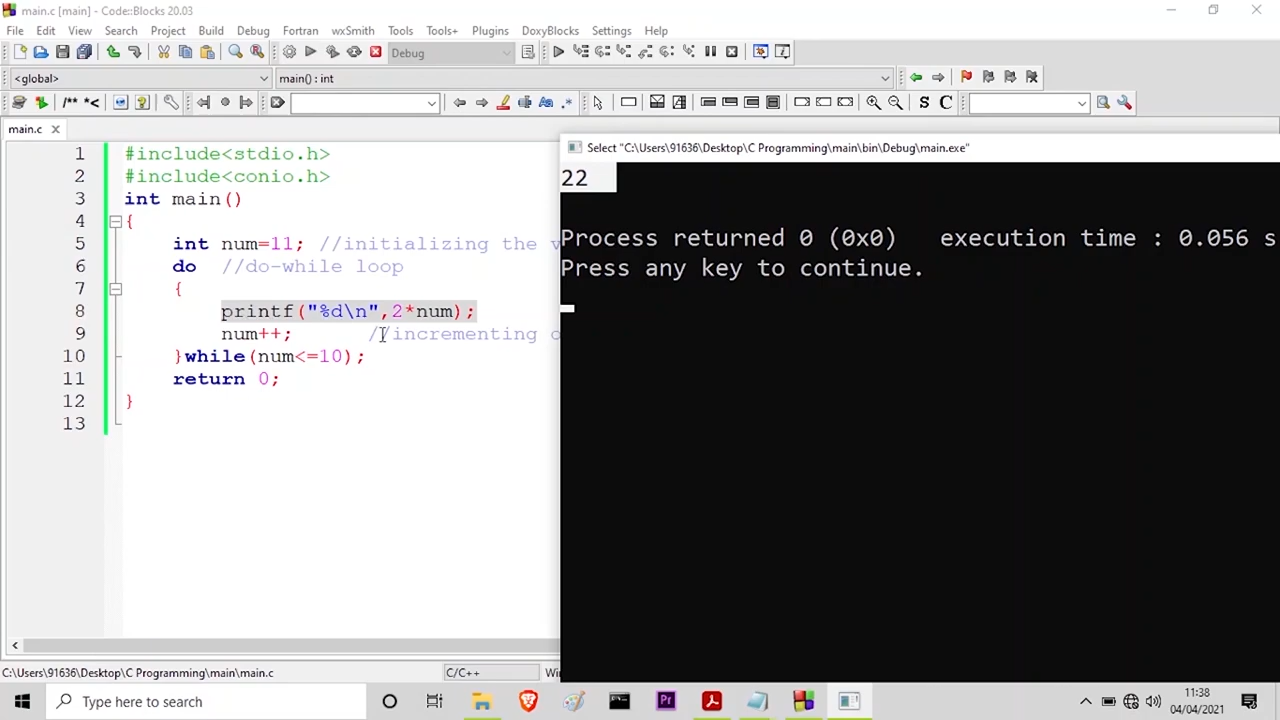 main.c [main] - Code::Blocks 20.03
File Edit View Search Project Build Debug Fortran wxSmith Tools Tools+ Plugins DoxyBlocks Settings Help
Debug
<global> main() : int
/** *< S C
main.c
1 #include<stdio.h>
2 #include<conio.h>
3 int main()
4 {
5 int num=11; //initializing the v
6 do //do-while loop
7 {
8 printf("%d\n",2*num);
9 num++; //incrementing o
10 }while(num<=10);
11 return 0;
12 }
13
Select "C:\Users\91636\Desktop\C Programming\main\bin\Debug\main.exe"
22
Process returned 0 (0x0) execution time : 0.056 s
Press any key to continue.
C:\Users\91636\Desktop\C Programming\main\main.c C/C++ Wi
Type here to search
Pr
11:38
04/04/2021